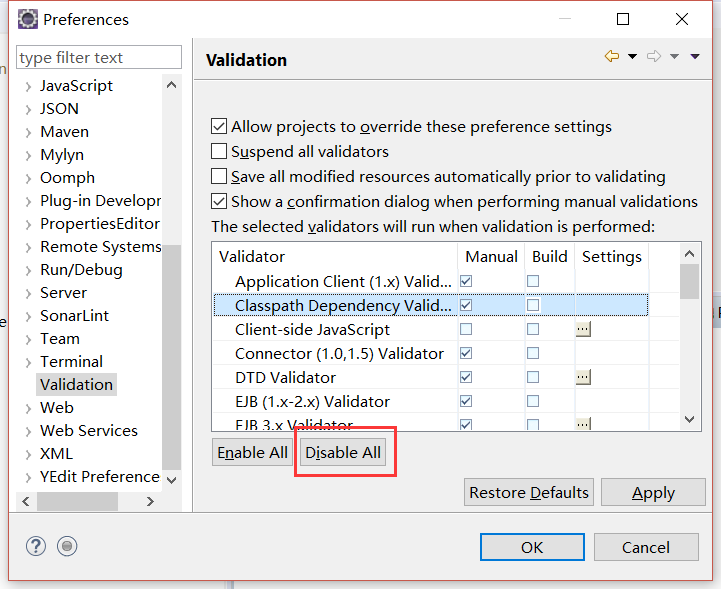 Preferences
type filter text
JavaScript
JSON
Maven
Mylyn
Oomph
Plug-in Developr
PropertiesEditor
Remote Systems
Run/Debug
Server
SonarLint
Team
Terminal
Validation
Web
Web Services
XML
YEdit Preference
Validation
Allow projects to override these preference settings
Suspend all validators
Save all modified resources automatically prior to validating
Show a confirmation dialog when performing manual validations
The selected validators will run when validation is performed:
Validator Manual Build Settings
Application Client (1.x) Valid...
Classpath Dependency Valid...
Client-side JavaScript ...
Connector (1.0,1.5) Validator
DTD Validator ...
EJB (1.x-2.x) Validator
EJB 3.x Validator ...
Enable All Disable All
Restore Defaults Apply
OK Cancel